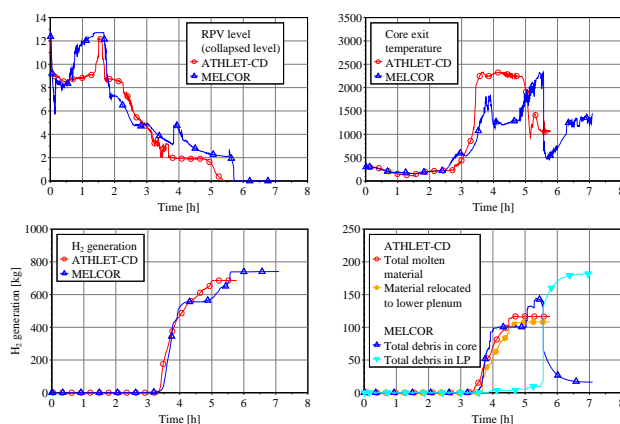 14
12
10
8
6
4
2
0
0 1 2 3 4 5 6 7 8
Time [h]
RPV level
(collapsed level)
ATHLET-CD
MELCOR
3500
3000
2500
2000
1500
1000
500
0
0 1 2 3 4 5 6 7 8
Time [h]
Core exit
temperature
ATHLET-CD
MELCOR
H2 generation [kg]
1000
800
600
400
200
0
0 1 2 3 4 5 6 7 8
Time [h]
H2 generation
ATHLET-CD
MELCOR
250
200
150
100
50
0
0 1 2 3 4 5 6 7 8
Time [h]
ATHLET-CD
Total molten
material
Material relocated
to lower plenum
MELCOR
Total debris in core
Total debris in LP